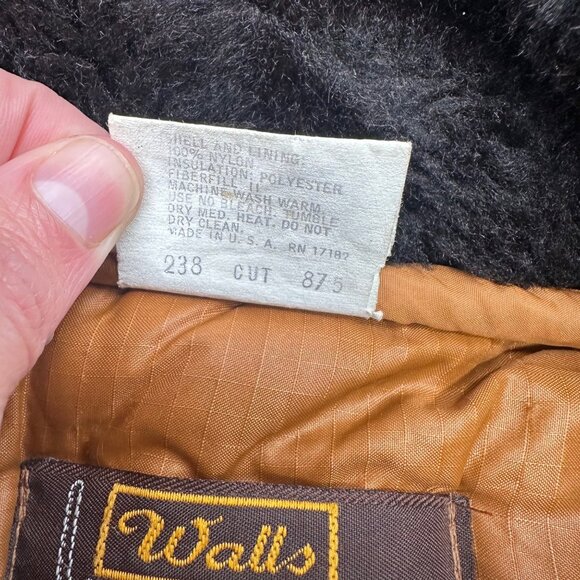 SHELL AND LINING:
100% NYLON
INSULATION: POLYESTER
FIBERFILL II
MACHINE WASH WARM.
USE NO BLEACH. TUMBLE
DRY MED. HEAT. DO NOT
DRY CLEAN.
MADE IN U.S.A. RN 17187
238 CUT 875
Walls